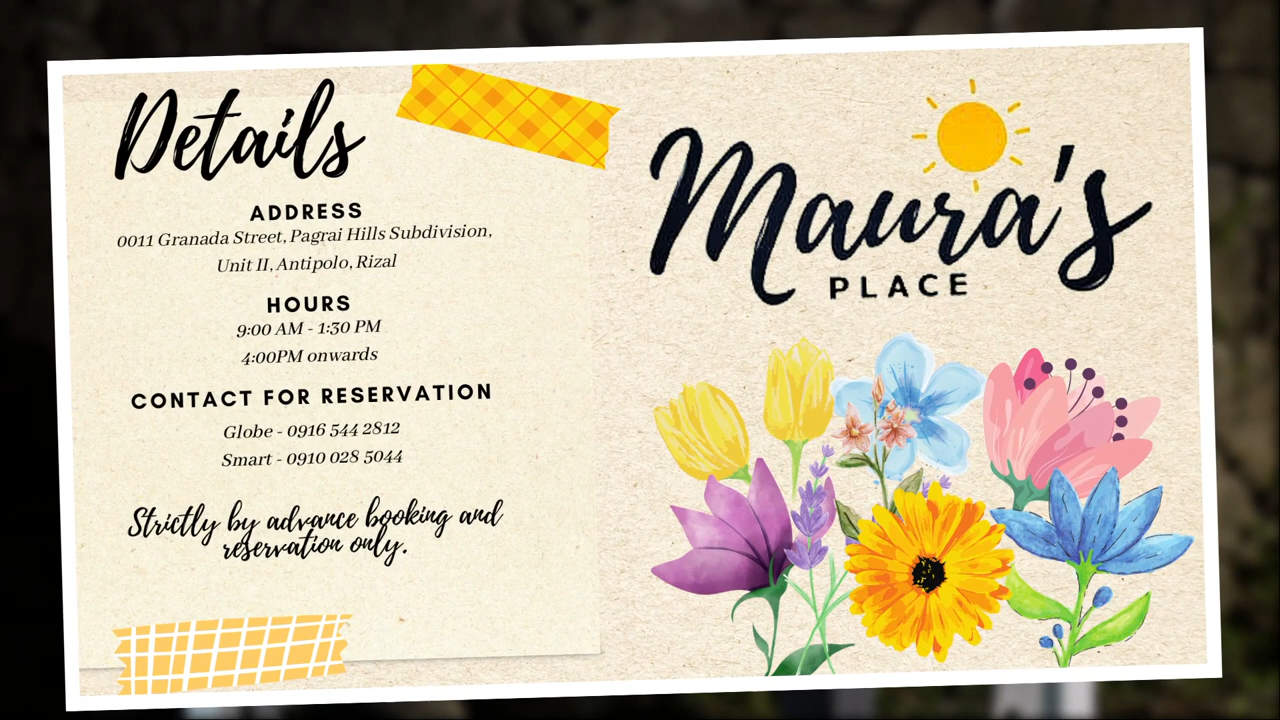 Details
ADDRESS
0011 Granada Street, Pagrai Hills Subdivision,
Unit II, Antipolo, Rizal
HOURS
9:00 AM - 1:30 PM
4:00PM onwards
CONTACT FOR RESERVATION
Globe - 0916 544 2812
Smart - 0910 028 5044
Strictly by advance booking and
reservation only.
Maura's
PLACE